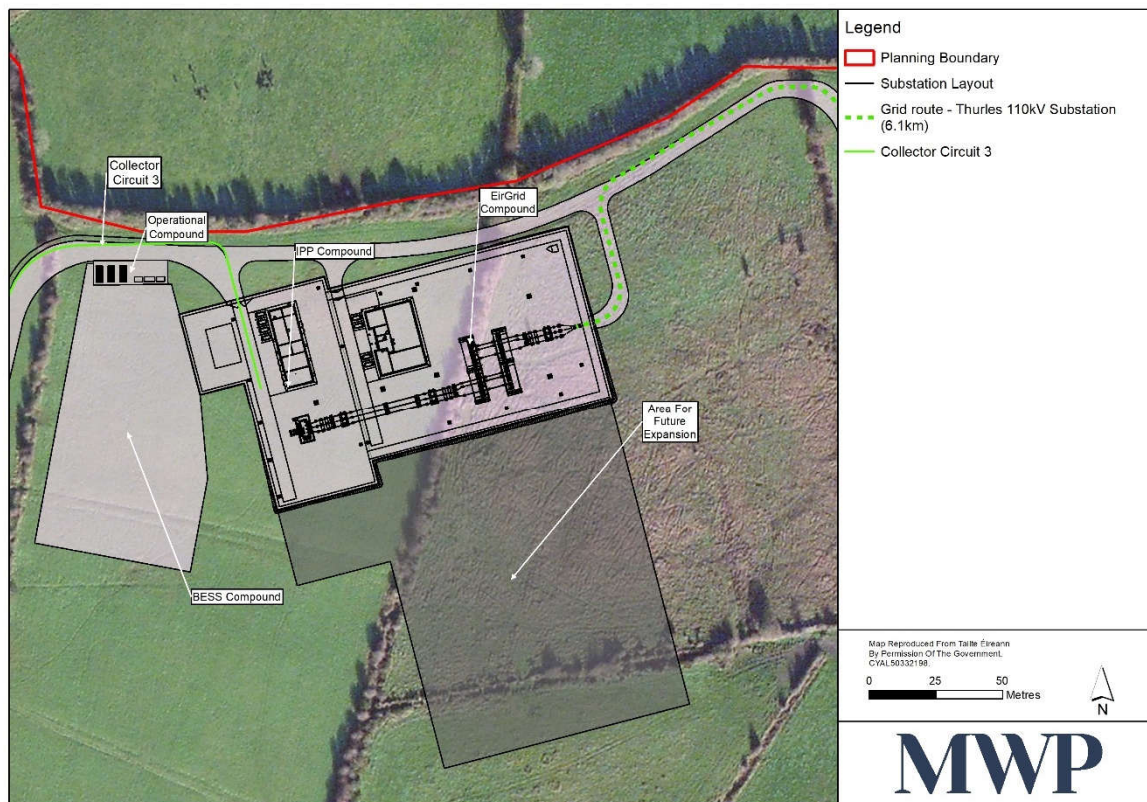 Legend
Planning Boundary
Substation Layout
Grid route - Thurles 110kV Substation
(6.1km)
Collector Circuit 3
Collector
Circuit 3
Operational
Compound
IPP Compound
EirGrid
Compound
Area For
Future
Expansion
BESS Compound
Map Reproduced From Tailte Éireann
By Permission Of The Government.
CYAL50332198.
0 25 50
Metres
N
MWP